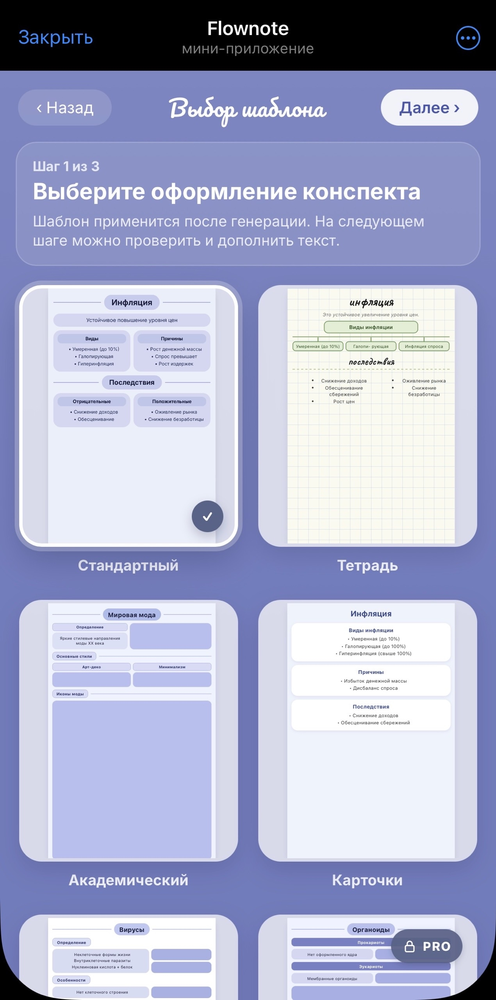 Закрыть
Flownote
мини-приложение
‹ Назад
Выбор шаблона
Далее ›
Шаг 1 из 3
Выберите оформление конспекта
Шаблон применится после генерации. На следующем
шаге можно проверить и дополнить текст.
Инфляция
Устойчивое повышение уровня цен
Виды
• Умеренная (до 10%)
• Галопирующая
• Гиперинфляция
Причины
• Рост денежной массы
• Спрос превышает
• Рост издержек
Последствия
Отрицательные
• Снижение доходов
• Обесценивание
Положительные
• Оживление рынка
• Снижение безработицы
Стандартный
инфляция
Это устойчивое увеличение уровня цен.
Виды инфляции
Умеренная (до 10%)
Галопи- рующая
Инфляция спроса
последствия
• Снижение доходов
• Обесценивание
сбережений
• Рост цен
• Оживление рынка
• Снижение
безработицы
Тетрадь
Мировая мода
Определение
Яркие стилевые направления
моды XX века
Основные стили
Арт-деко
Минимализм
Иконы моды
Академический
Инфляция
Виды инфляции
• Умеренная (до 10%)
• Галопирующая (до 100%)
• Гиперинфляция (свыше 100%)
Причины
• Избыток денежной массы
• Дисбаланс спроса
Последствия
• Снижение доходов
• Обесценивание сбережений
Карточки
Вирусы
Определение
Неклеточные формы жизни
Внутриклеточные паразиты
Нуклеиновая кислота + белок
Особенности
Нет клеточного строения
Органоиды
PRO
Прокариоты
Нет оформленного ядра
Эукариоты
Мембранные органоиды